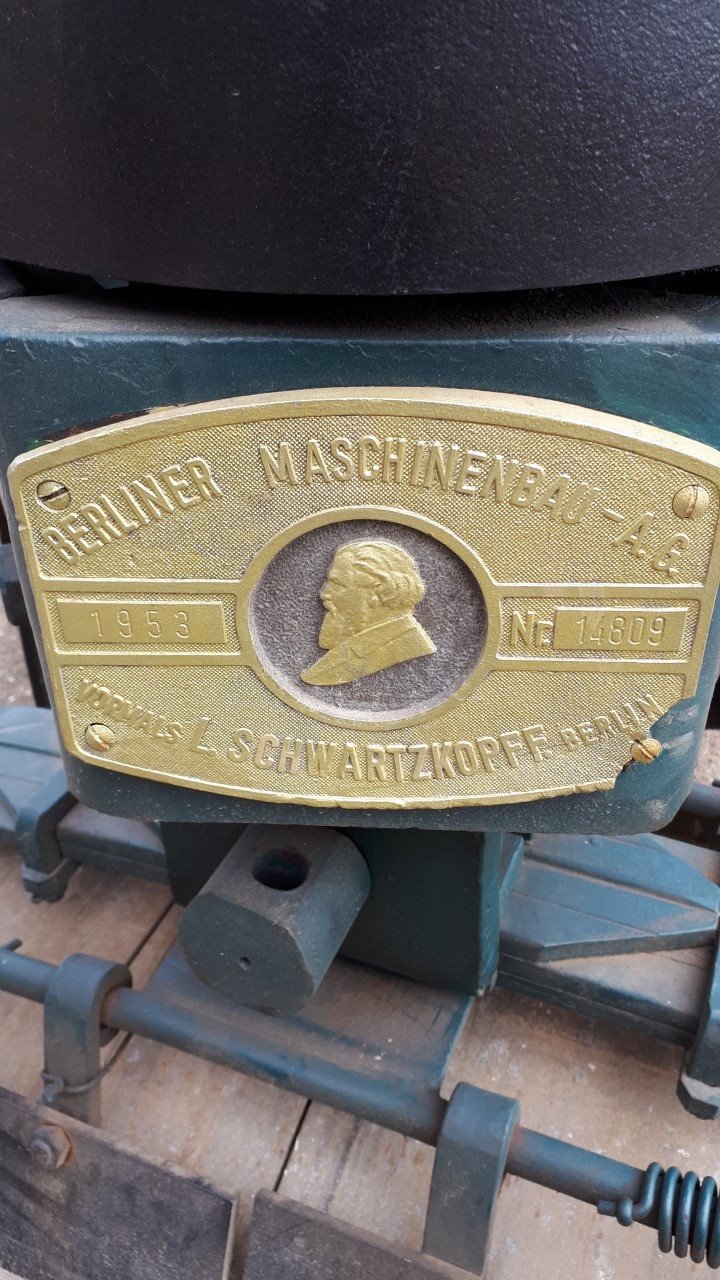 BERLINER MASCHINENBAU-A.G.
1953
Nr. 14809
VORMALS L. SCHWARTZKOPFF. BERLIN